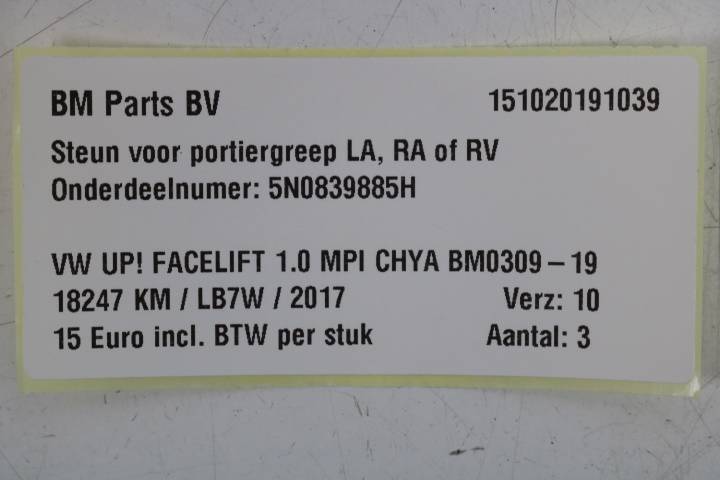 BM Parts BV 151020191039
Steun voor portiergreep LA, RA of RV
Onderdeelnumer: 5N0839885H
VW UP! FACELIFT 1.0 MPI CHYA BM0309 – 19
18247 KM / LB7W / 2017 Verz: 10
15 Euro incl. BTW per stuk Aantal: 3